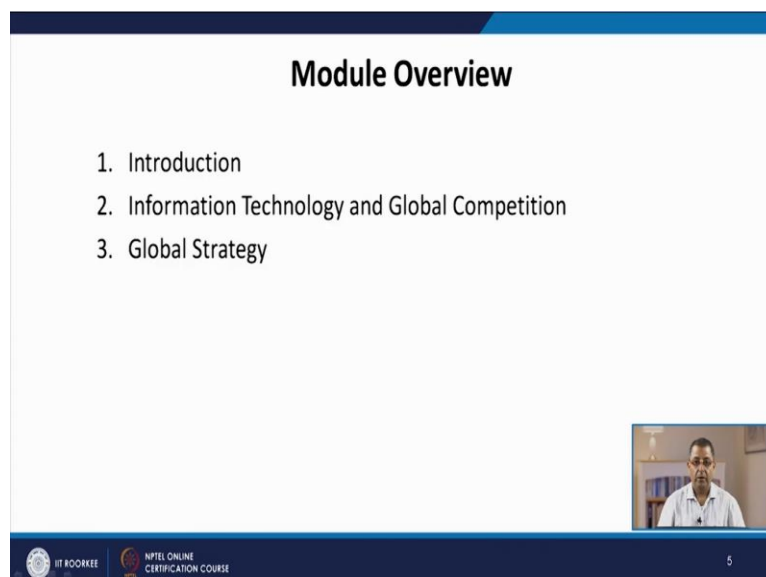 Module Overview
1. Introduction
2. Information Technology and Global Competition
3. Global Strategy
IIT ROORKEE
NPTEL ONLINE
CERTIFICATION COURSE
5